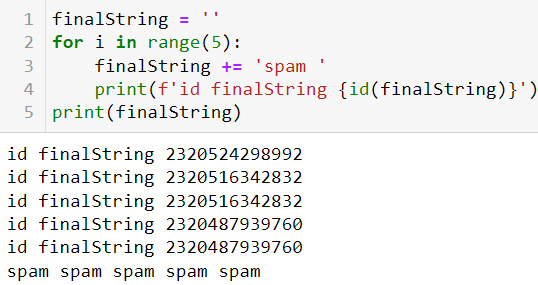 1 finalString = ''
2 for i in range(5):
3     finalString += 'spam '
4     print(f'id finalString {id(finalString)}')
5 print(finalString)
id finalString 2320524298992
id finalString 2320516342832
id finalString 2320516342832
id finalString 2320487939760
id finalString 2320487939760
spam spam spam spam spam